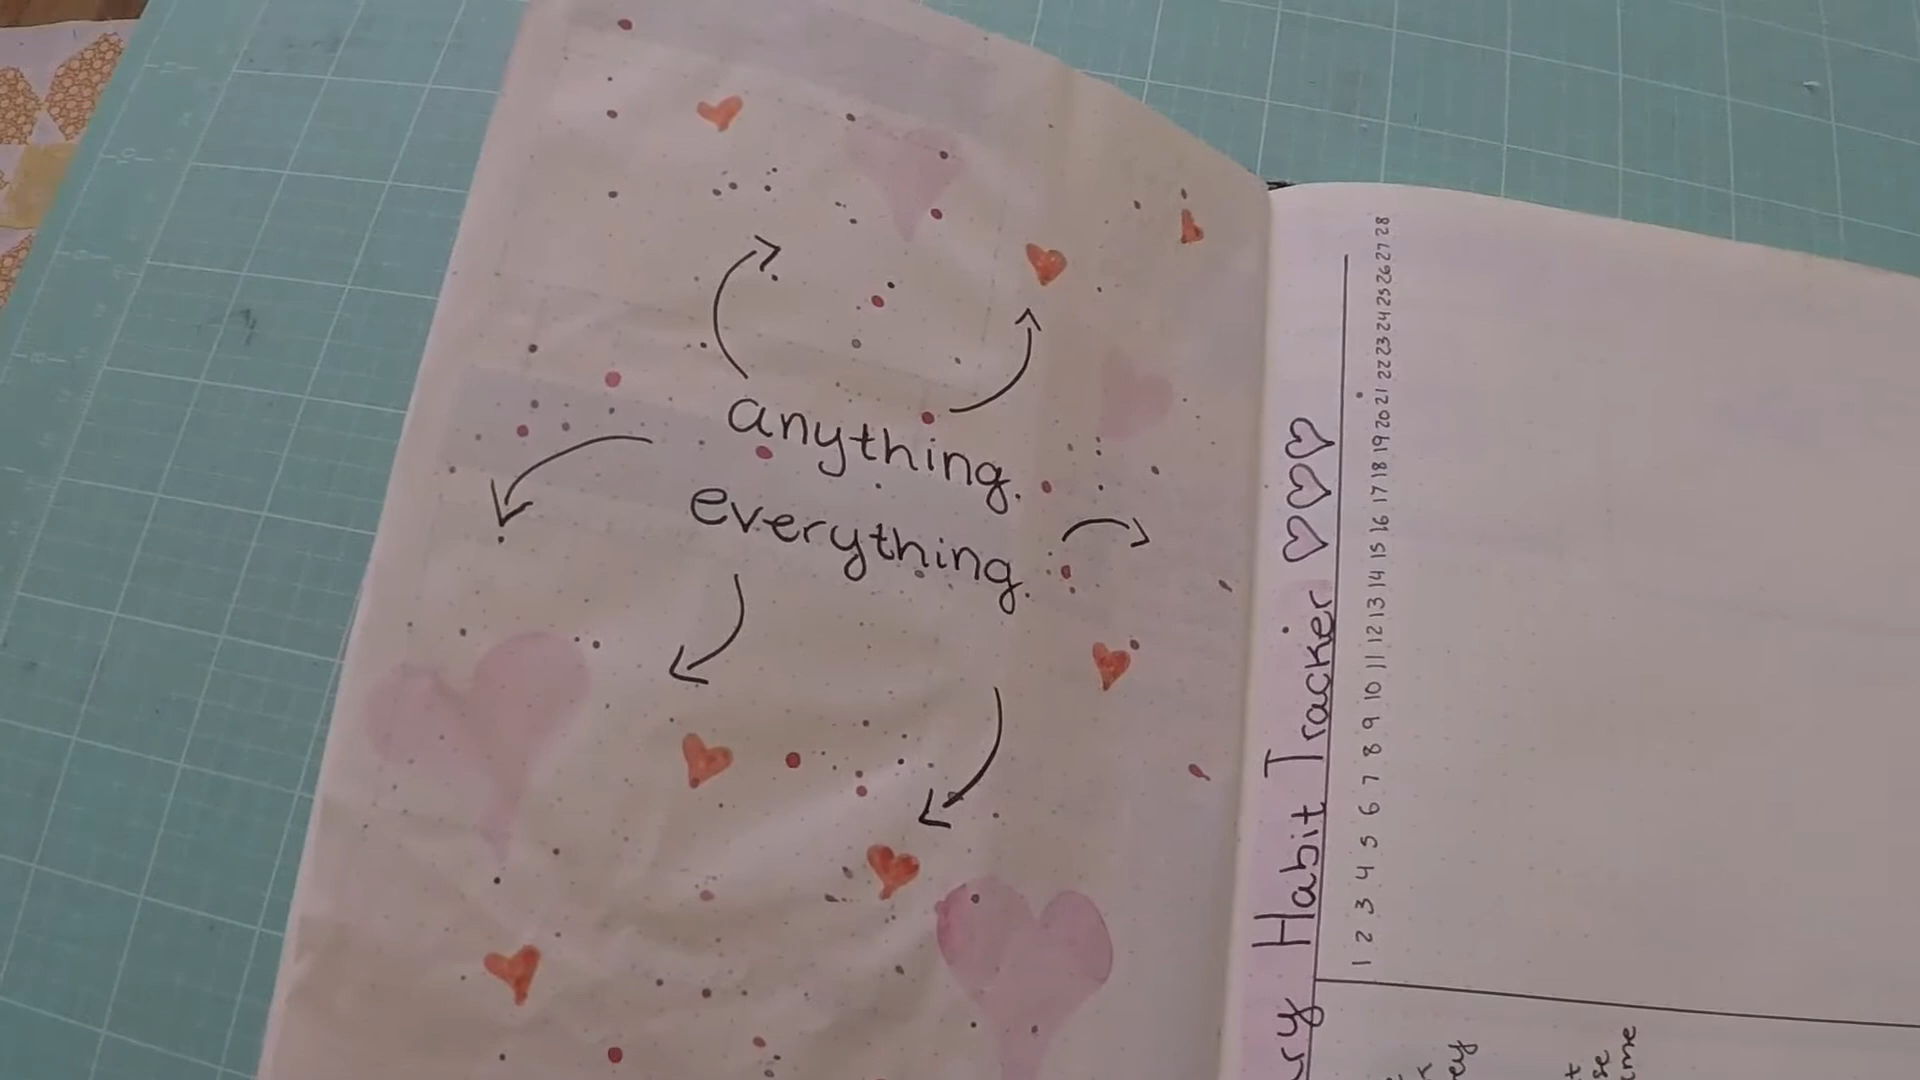 anything.
everything.
Habit Tracker ♡♡♡
1 2 3 4 5 6 7 8 9 10 11 12 13 14 15 16 17 18 19 20 21 22 23 24 25 26 27 28